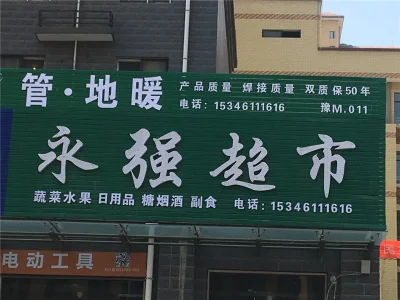 管·地暖
产品质量 焊接质量 双质保50年
电话:15346111616 豫M.011
永强超市
蔬菜水果 日用品 糖烟酒 副食 电话:15346111616
电动工具